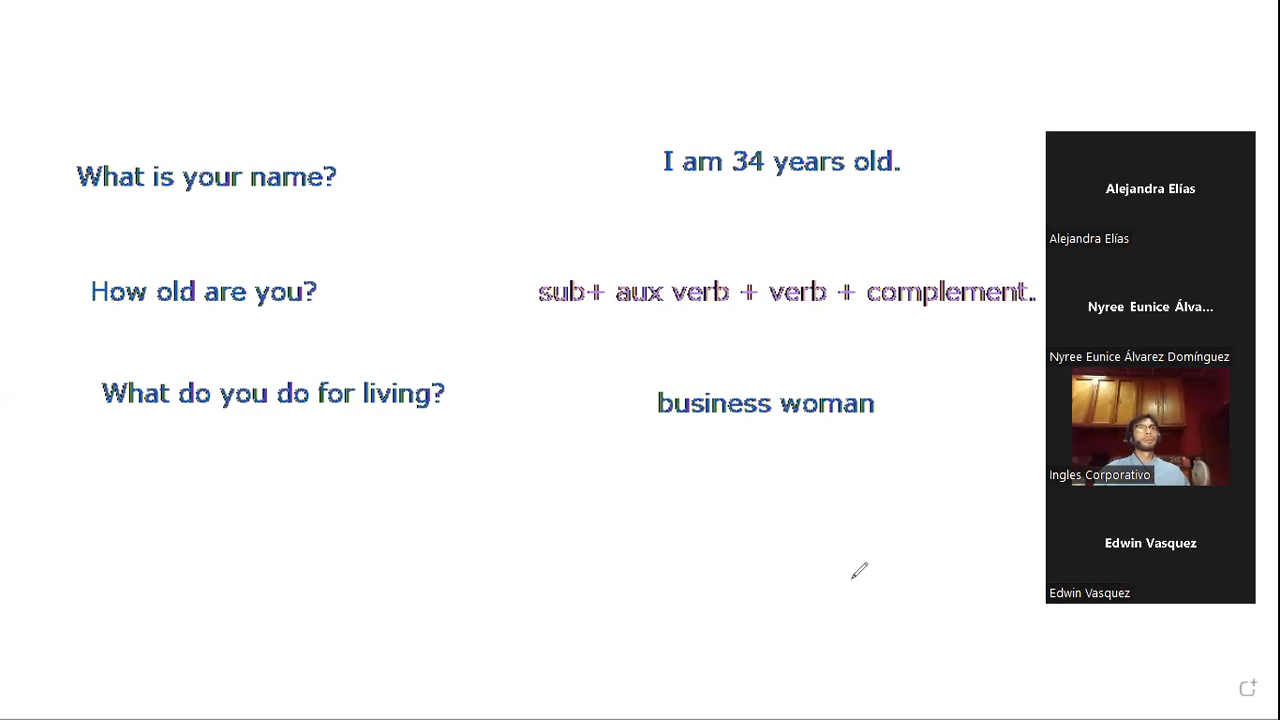 What is your name?
I am 34 years old.
How old are you?
sub+ aux verb + verb + complement.
What do you do for living?
business woman
Alejandra Elías
Alejandra Elías
Nyree Eunice Álva...
Nyree Eunice Álvarez Domínguez
Ingles Corporativo
Edwin Vasquez
Edwin Vasquez